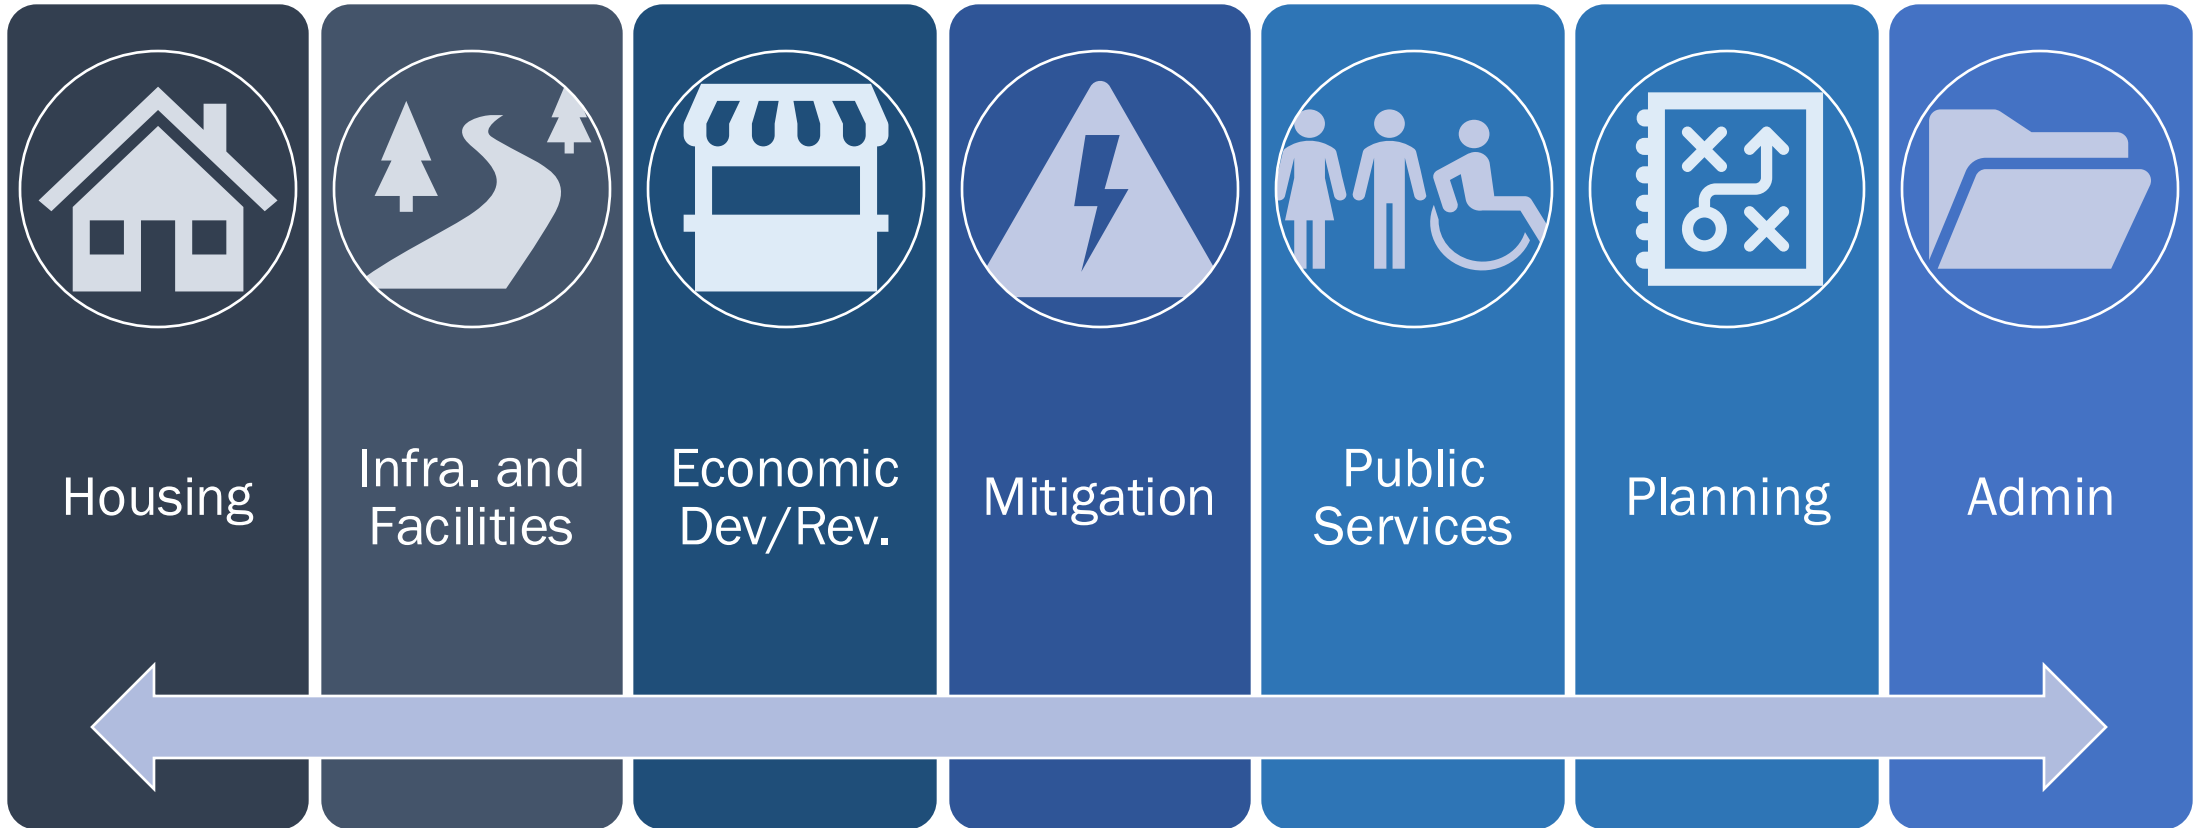 Housing
Infra. and
Facilities
Economic
Dev/Rev.
Mitigation
Public
Services
Planning
Admin